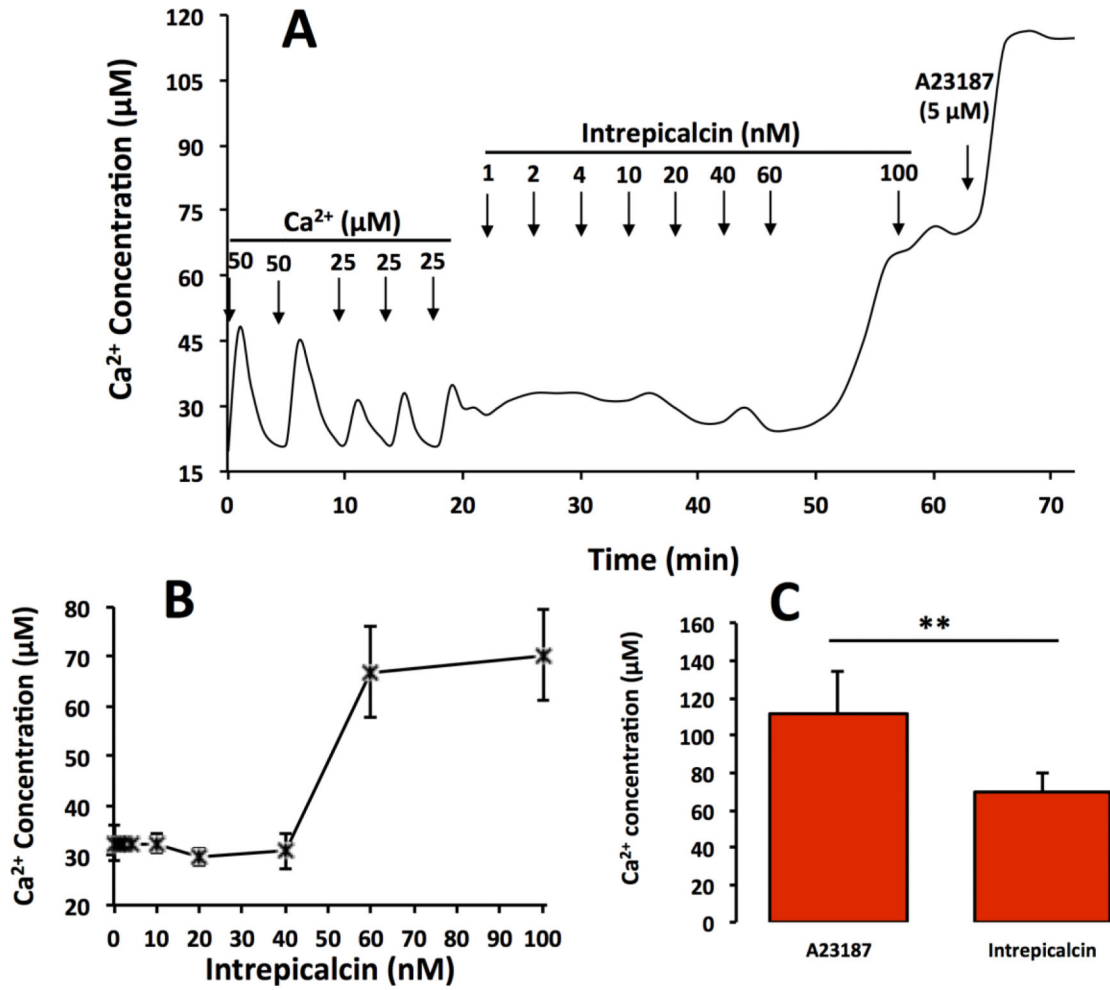 A
120
105
90
75
60
45
30
15
Ca²⁺ Concentration (µM)
Ca²⁺ (µM)
50 50 25 25 25
Intrepicalcin (nM)
1 2 4 10 20 40 60 100
A23187
(5 µM)
0 10 20 30 40 50 60 70
Time (min)
B
80
70
60
50
40
30
20
Ca²⁺ Concentration (µM)
0 10 20 30 40 50 60 70 80 90 100
Intrepicalcin (nM)
C
**
160
140
120
100
80
60
40
20
0
Ca²⁺ concentration (µM)
A23187 Intrepicalcin